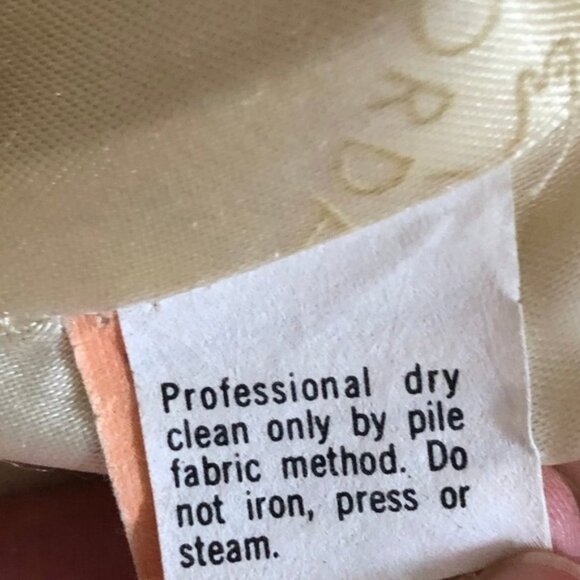 Professional dry
clean only by pile
fabric method. Do
not iron, press or
steam.